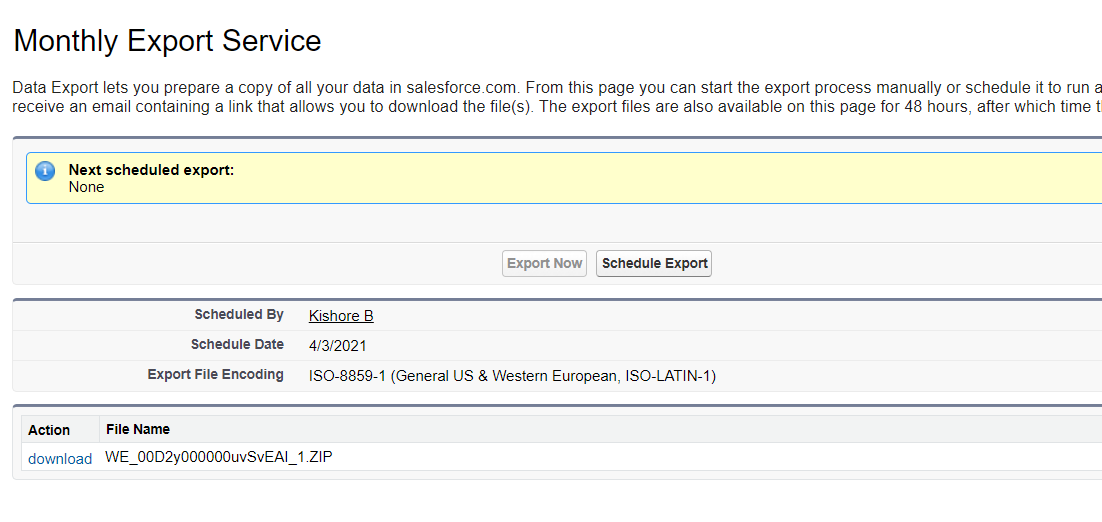 Monthly Export Service
Data Export lets you prepare a copy of all your data in salesforce.com. From this page you can start the export process manually or schedule it to run a
receive an email containing a link that allows you to download the file(s). The export files are also available on this page for 48 hours, after which time t
Next scheduled export:
None
Export Now Schedule Export
Scheduled By Kishore B
Schedule Date 4/3/2021
Export File Encoding ISO-8859-1 (General US & Western European, ISO-LATIN-1)
Action File Name
download WE_00D2y000000uvSvEAI_1.ZIP